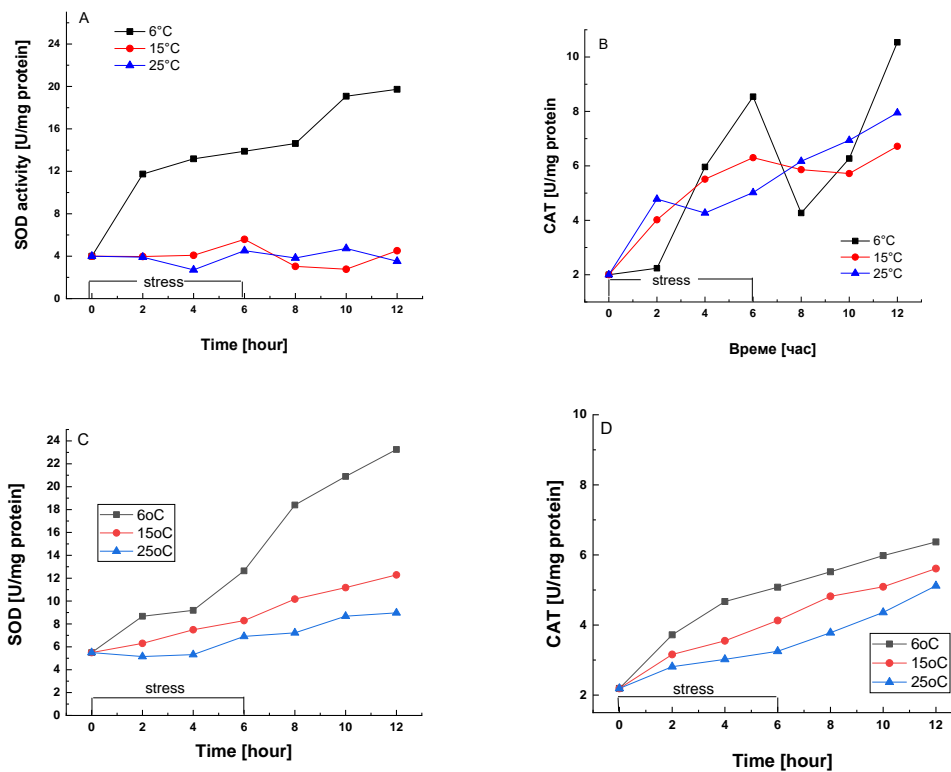 A
6°C
15°C
25°C
SOD activity [U/mg protein]
24
20
16
12
8
4
0
stress
0 2 4 6 8 10 12
Time [hour]
B
CAT [U/mg protein]
10
8
6
4
2
6°C
15°C
25°C
stress
0 2 4 6 8 10 12
Време [час]
C
SOD [U/mg protein]
24
22
20
18
16
14
12
10
8
6
4
2
0
6oC
15oC
25oC
stress
0 2 4 6 8 10 12
Time [hour]
D
CAT [U/mg protein]
10
8
6
4
2
6oC
15oC
25oC
stress
0 2 4 6 8 10 12
Time [hour]